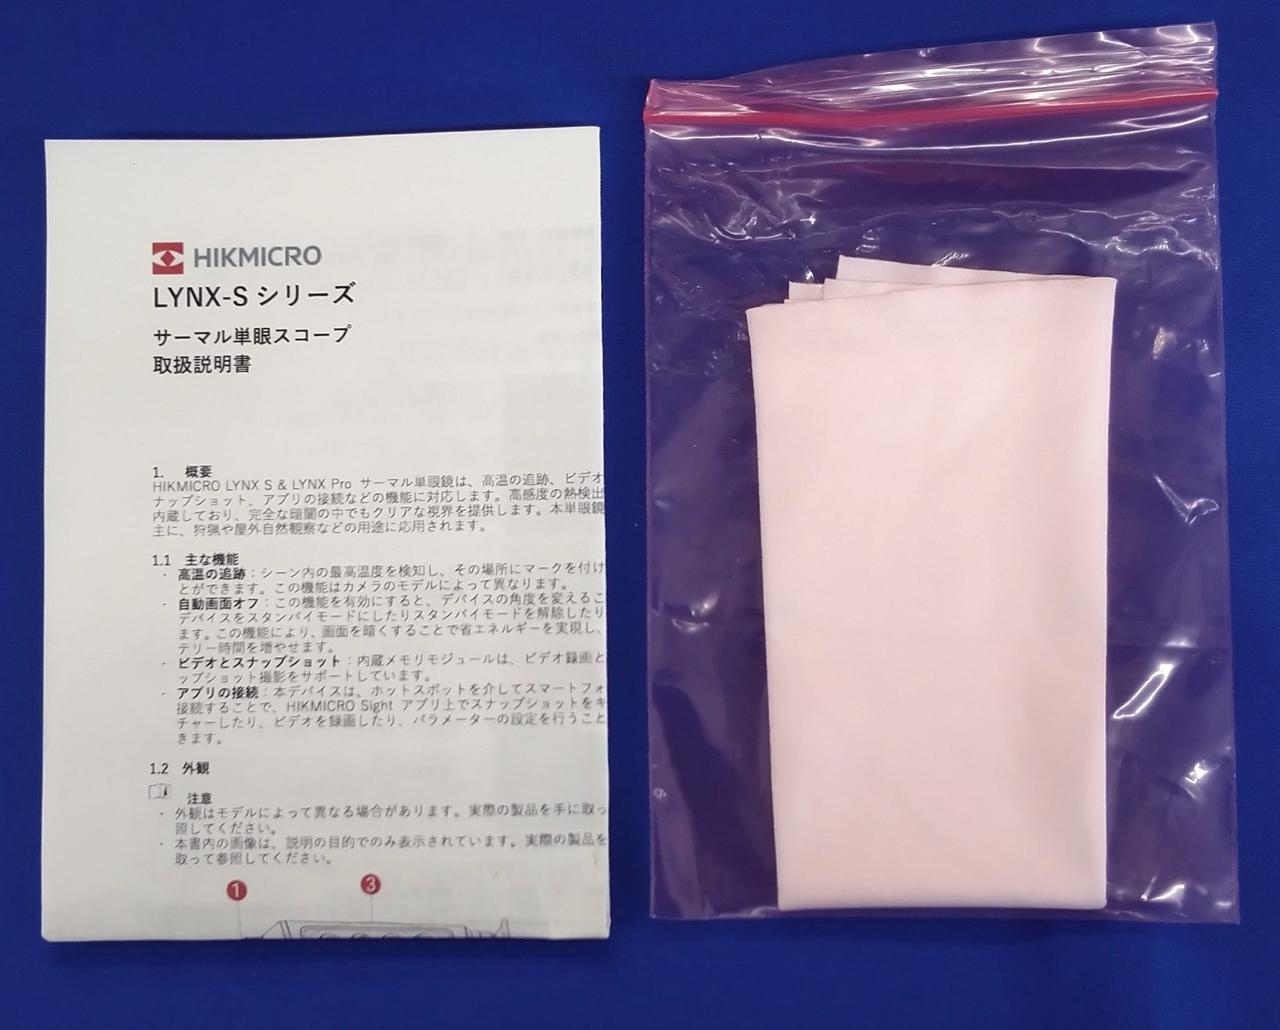 HIKMICRO
LYNX-S シリーズ
サーマル単眼スコープ
取扱説明書
1. 概要
HIKMICRO LYNX S & LYNX Pro サーマル単眼鏡は、高温の追跡、ビデオ
ナップショット、アプリの接続などの機能に対応します。高感度の熱検出
内蔵しており、完全な暗闇の中でもクリアな視界を提供します。本単眼鏡
主に、狩猟や屋外自然観察などの用途に応用されます。
1.1 主な機能
· 高温の追跡：シーン内の最高温度を検知し、その場所にマークを付け
とができます。この機能はカメラのモデルによって異なります。
· 自動画面オフ：この機能を有効にすると、デバイスの角度を変えるこ
デバイスをスタンバイモードにしたりスタンバイモードを解除したり
ます。この機能により、画面を暗くすることで省エネルギーを実現し、
テリー時間を増やせます。
· ビデオとスナップショット：内蔵メモリモジュールは、ビデオ録画と
ップショット撮影をサポートしています。
· アプリの接続：本デバイスは、ホットスポットを介してスマートフォ
接続することで、HIKMICRO Sight アプリ上でスナップショットをキ
チャーしたり、ビデオを録画したり、パラメーターの設定を行うこと
きます。
1.2 外観
注意
· 外観はモデルによって異なる場合があります。実際の製品を手に取っ
照してください。
· 本書内の画像は、説明の目的でのみ表示されています。実際の製品を
取って参照してください。
1 3